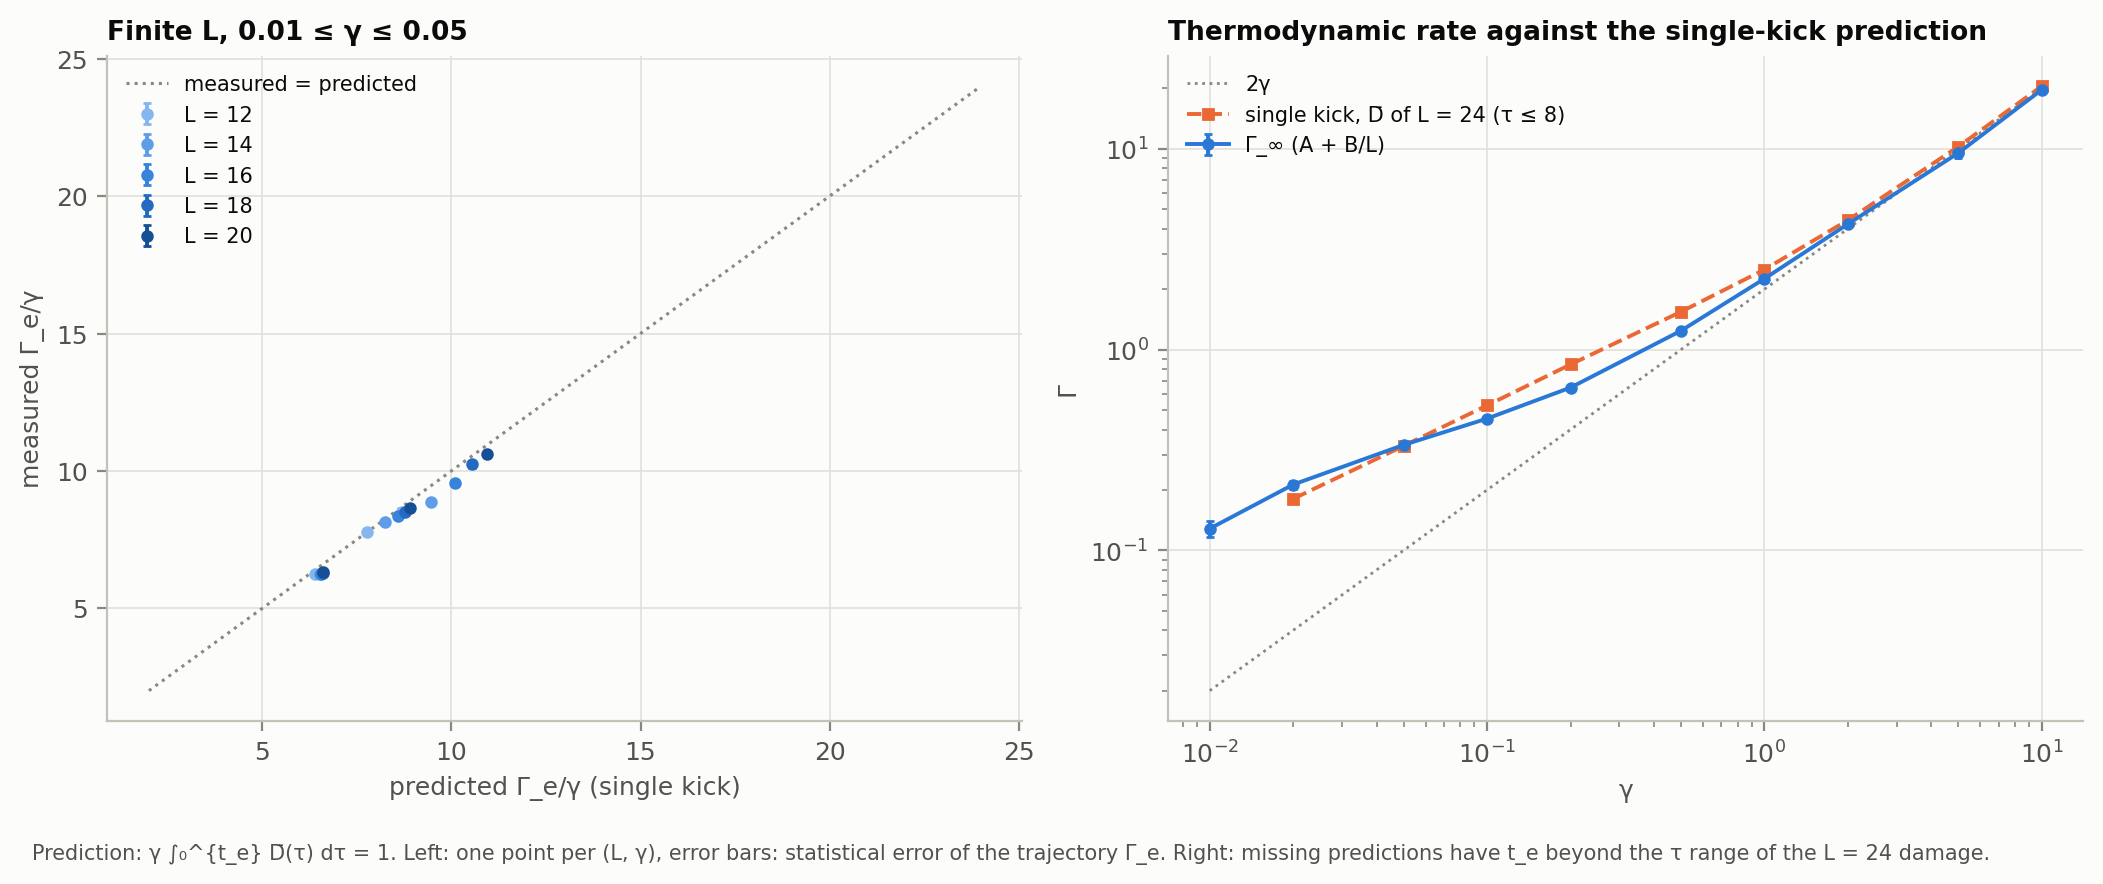 Finite L, 0.01 ≤ γ ≤ 0.05
25
20
15
10
5
measured = predicted
L = 12
L = 14
L = 16
L = 18
L = 20
measured Γ_e/γ
5
10
15
20
25
predicted Γ_e/γ (single kick)
Thermodynamic rate against the single-kick prediction
2γ
single kick, D̄ of L = 24 (τ ≤ 8)
Γ_∞ (A + B/L)
10¹
10⁰
10⁻¹
Γ
10⁻²
10⁻¹
10⁰
10¹
γ
Prediction: γ ∫₀^{t_e} D̄(τ) dτ = 1. Left: one point per (L, γ), error bars: statistical error of the trajectory Γ_e. Right: missing predictions have t_e beyond the τ range of the L = 24 damage.